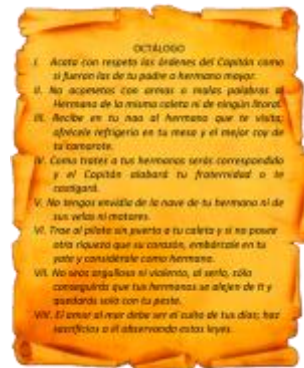 OCTÁLOGO
I. Acata con respeto las órdenes del Capitán como
si fueran las de tu padre o hermano mayor.
II. No acometas con armas o malas palabras al
Hermano de la misma caleta ni de ningún litoral.
III. Recibe en tu nao al hermano que te visita;
ofrécele refrigerio en tu mesa y el mejor coy de
tu camarote.
IV. Como trates a tus hermanos serás correspondido
y el Capitán alabará tu fraternidad o te
castigará.
V. No tengas envidia de la nave de tu hermano ni de
sus velas ni motores.
VI. Trae al piloto sin puerto a tu caleta y si no posee
otra riqueza que su corazón, embárcale en tu
yate y considérale como hermano.
VII. No seas orgulloso ni violento, al serlo, sólo
conseguirás que tus hermanos se alejen de ti y
quedarás solo con tu peste.
VIV. El amor al mar debe ser el culto de tus días; haz
sacrificios a él observando estas leyes.